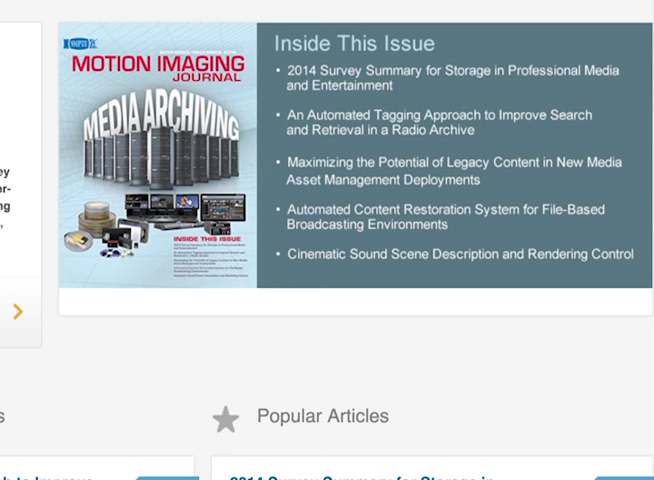 SMPTE
MOTION IMAGING
JOURNAL
MEDIA ARCHIVING
INSIDE THIS ISSUE
Inside This Issue
• 2014 Survey Summary for Storage in Professional Media
and Entertainment
• An Automated Tagging Approach to Improve Search
and Retrieval in a Radio Archive
• Maximizing the Potential of Legacy Content in New Media
Asset Management Deployments
• Automated Content Restoration System for File-Based
Broadcasting Environments
• Cinematic Sound Scene Description and Rendering Control
ey
er-
ng
,
s
Popular Articles
2014 Survey Summary for Storage in